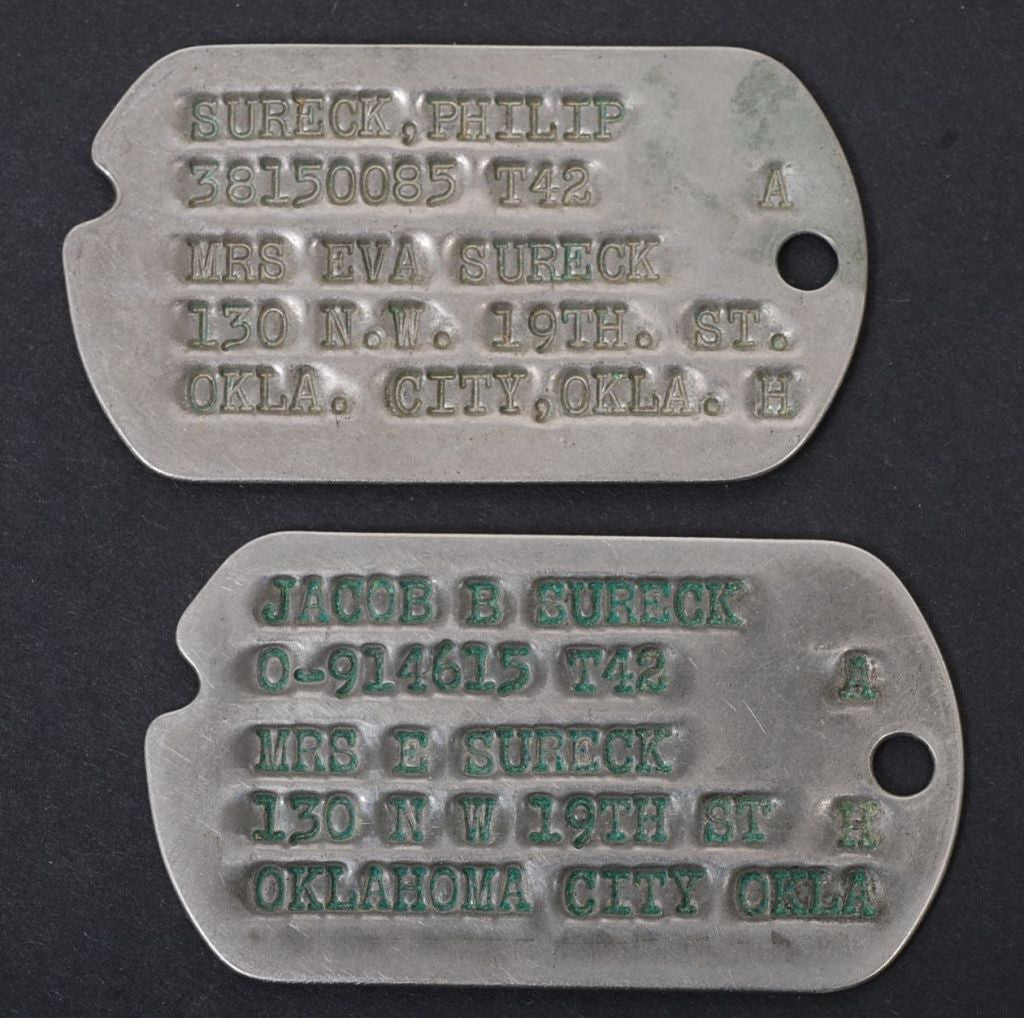 SURECK,PHILIP
38150085 T42 A
MRS EVA SURECK
130 N.W. 19TH. ST.
OKLA. CITY,OKLA. H
JACOB B SURECK
O-914615 T42 A
MRS E SURECK
130 N W 19TH ST H
OKLAHOMA CITY OKLA